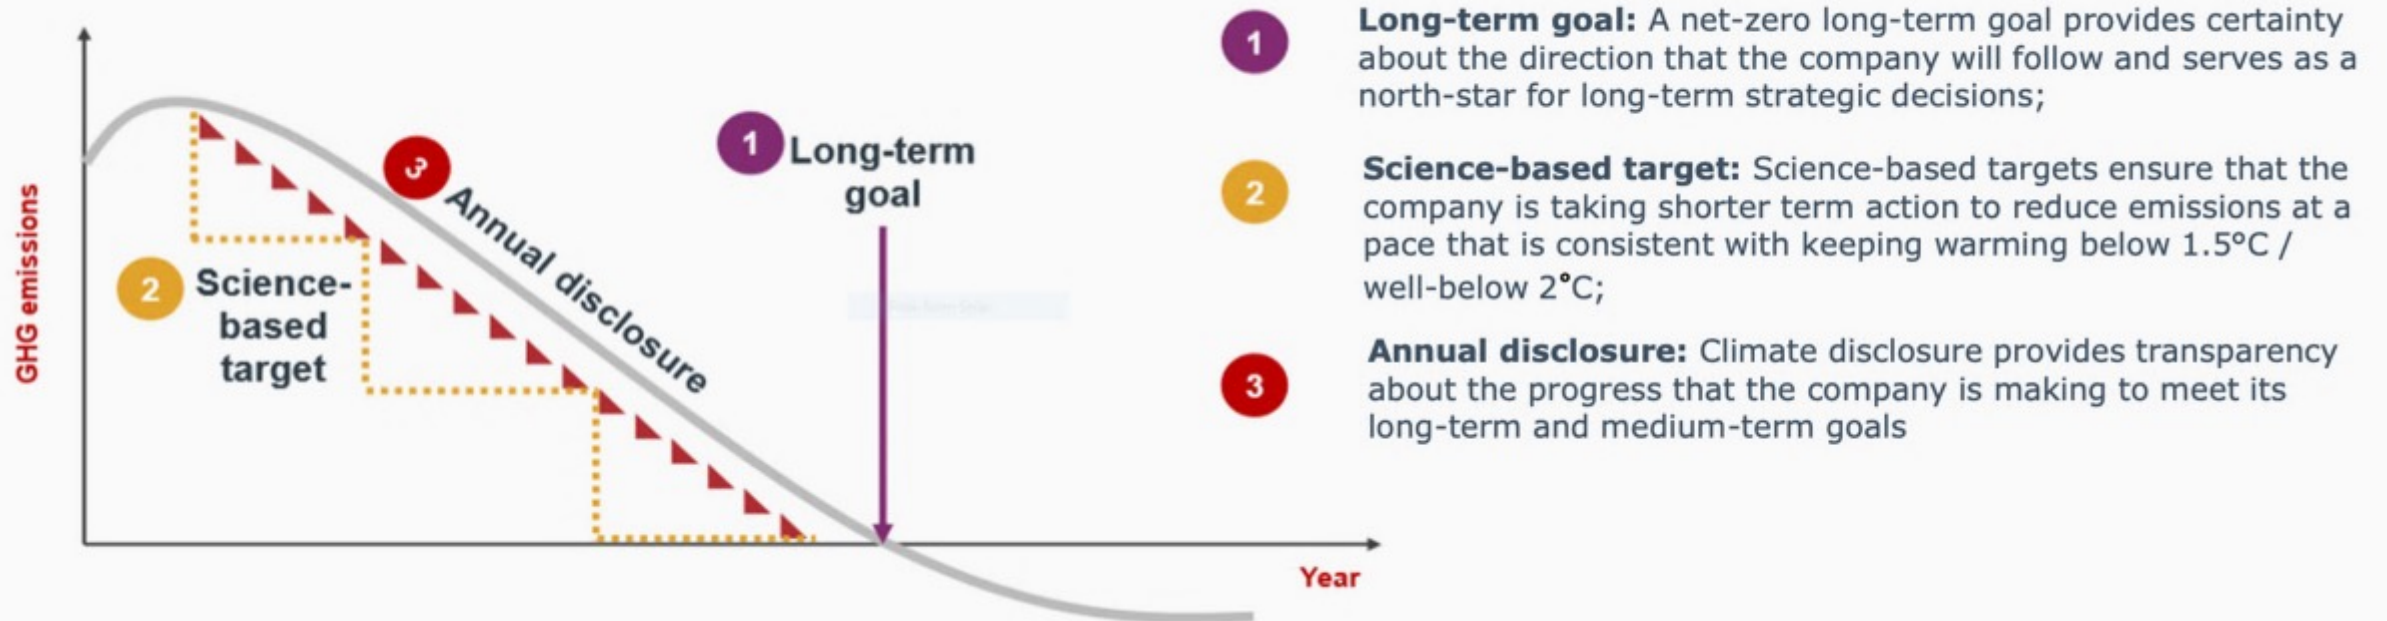 GHG emissions
3
Annual disclosure
1
Long-term
goal
2
Science-
based
target
Year
1
Long-term goal: A net-zero long-term goal provides certainty
about the direction that the company will follow and serves as a
north-star for long-term strategic decisions;
2
Science-based target: Science-based targets ensure that the
company is taking shorter term action to reduce emissions at a
pace that is consistent with keeping warming below 1.5°C /
well-below 2°C;
3
Annual disclosure: Climate disclosure provides transparency
about the progress that the company is making to meet its
long-term and medium-term goals